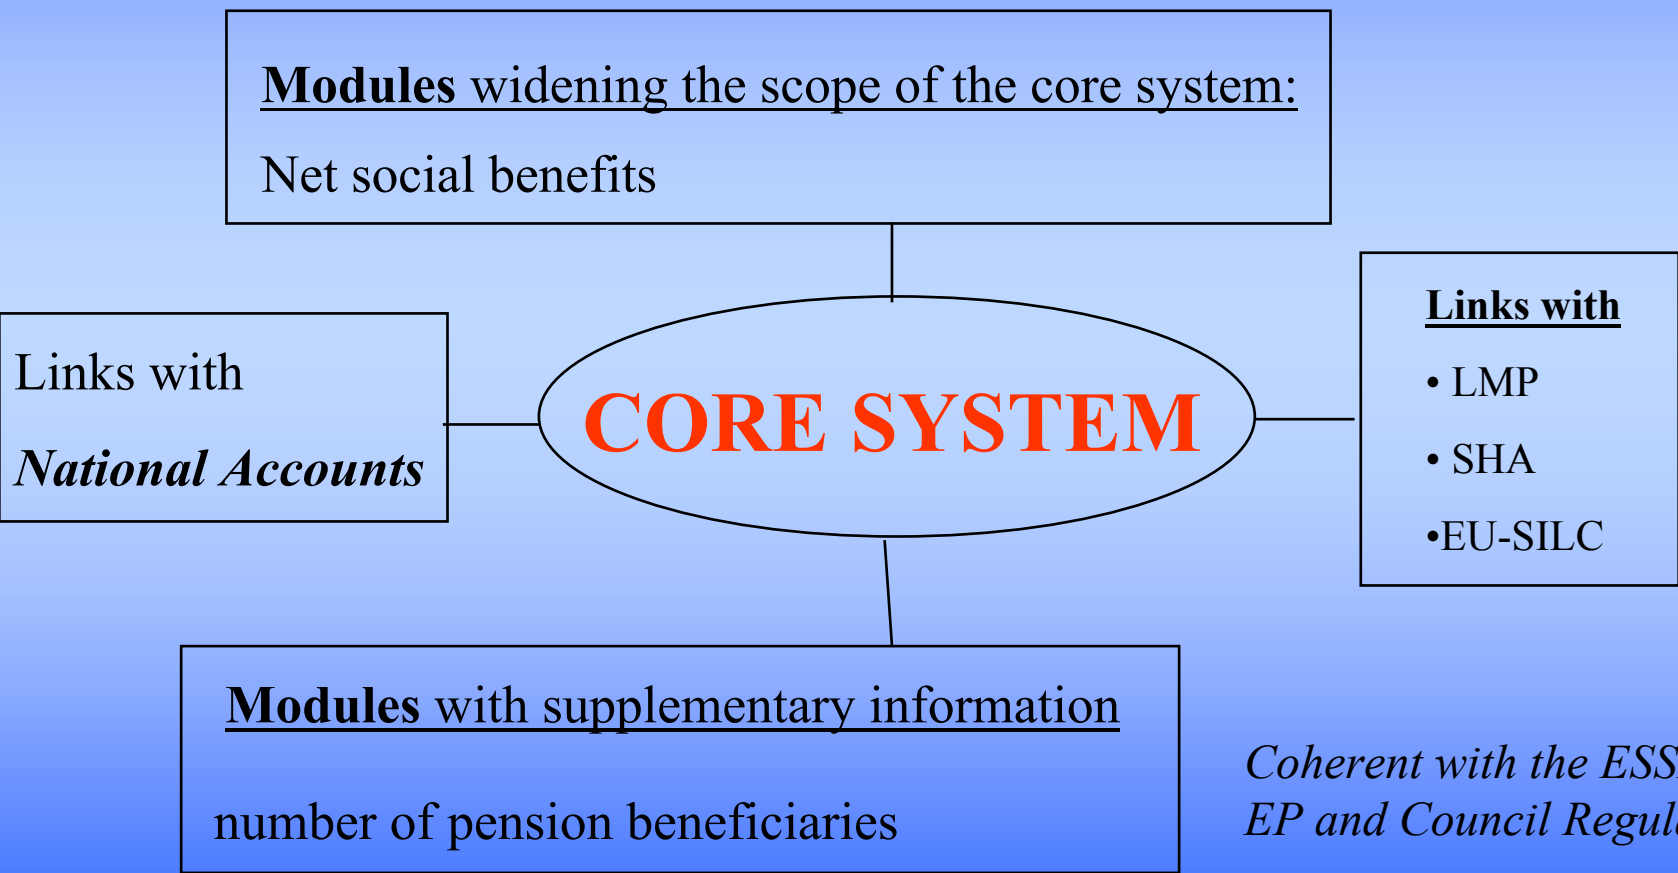 Modules widening the scope of the core system:
Net social benefits
Links with
National Accounts
CORE SYSTEM
Links with
• LMP
• SHA
•EU-SILC
Modules with supplementary information
number of pension beneficiaries
Coherent with the
EP and Council